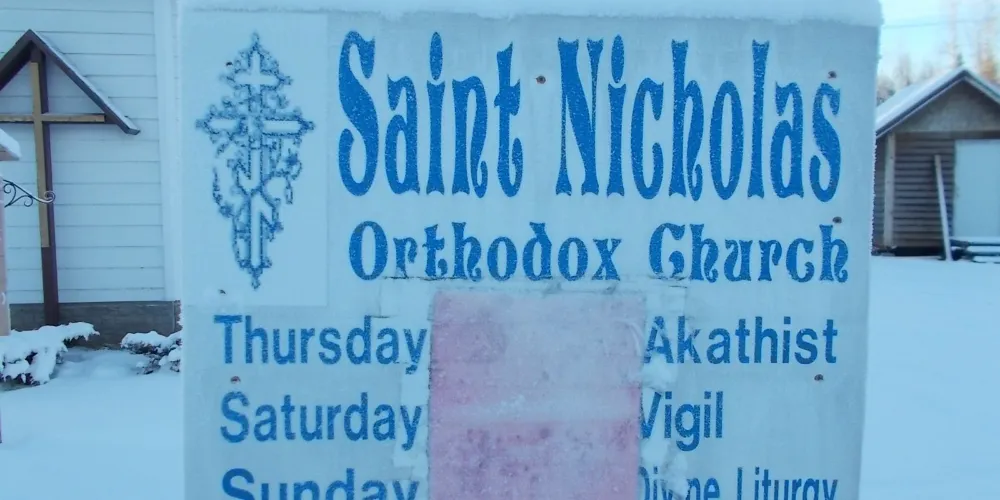 Saint Nicholas
Orthodox Church
Thursday Akathist
Saturday Vigil
Sunday Divine Liturgy